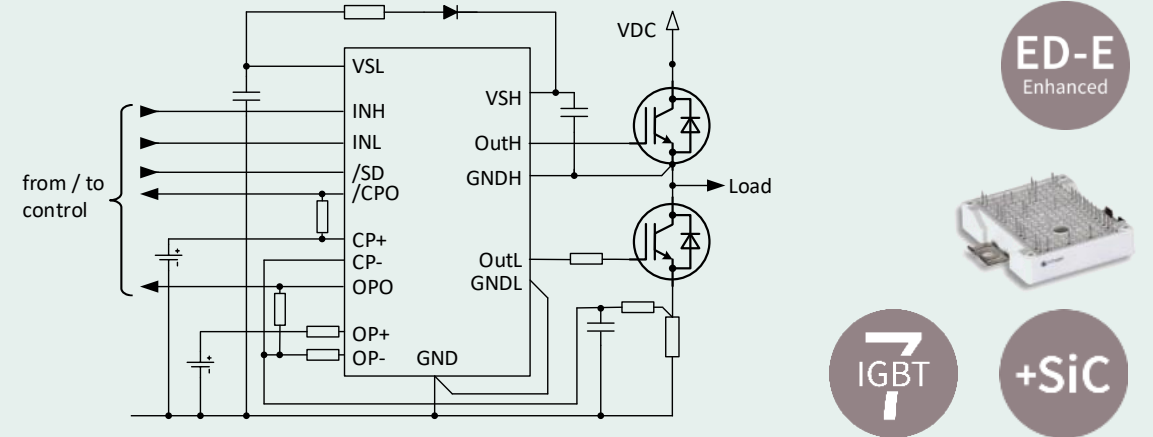 VDC
VSL
VSH
INH
INL
OutH
/SD
GNDH
/CPO
from / to
control
Load
CP+
CP-
OutL
OPO
GNDL
OP+
OP-
GND
+
-
+
-
ED-E
Enhanced
7
IGBT
+SiC